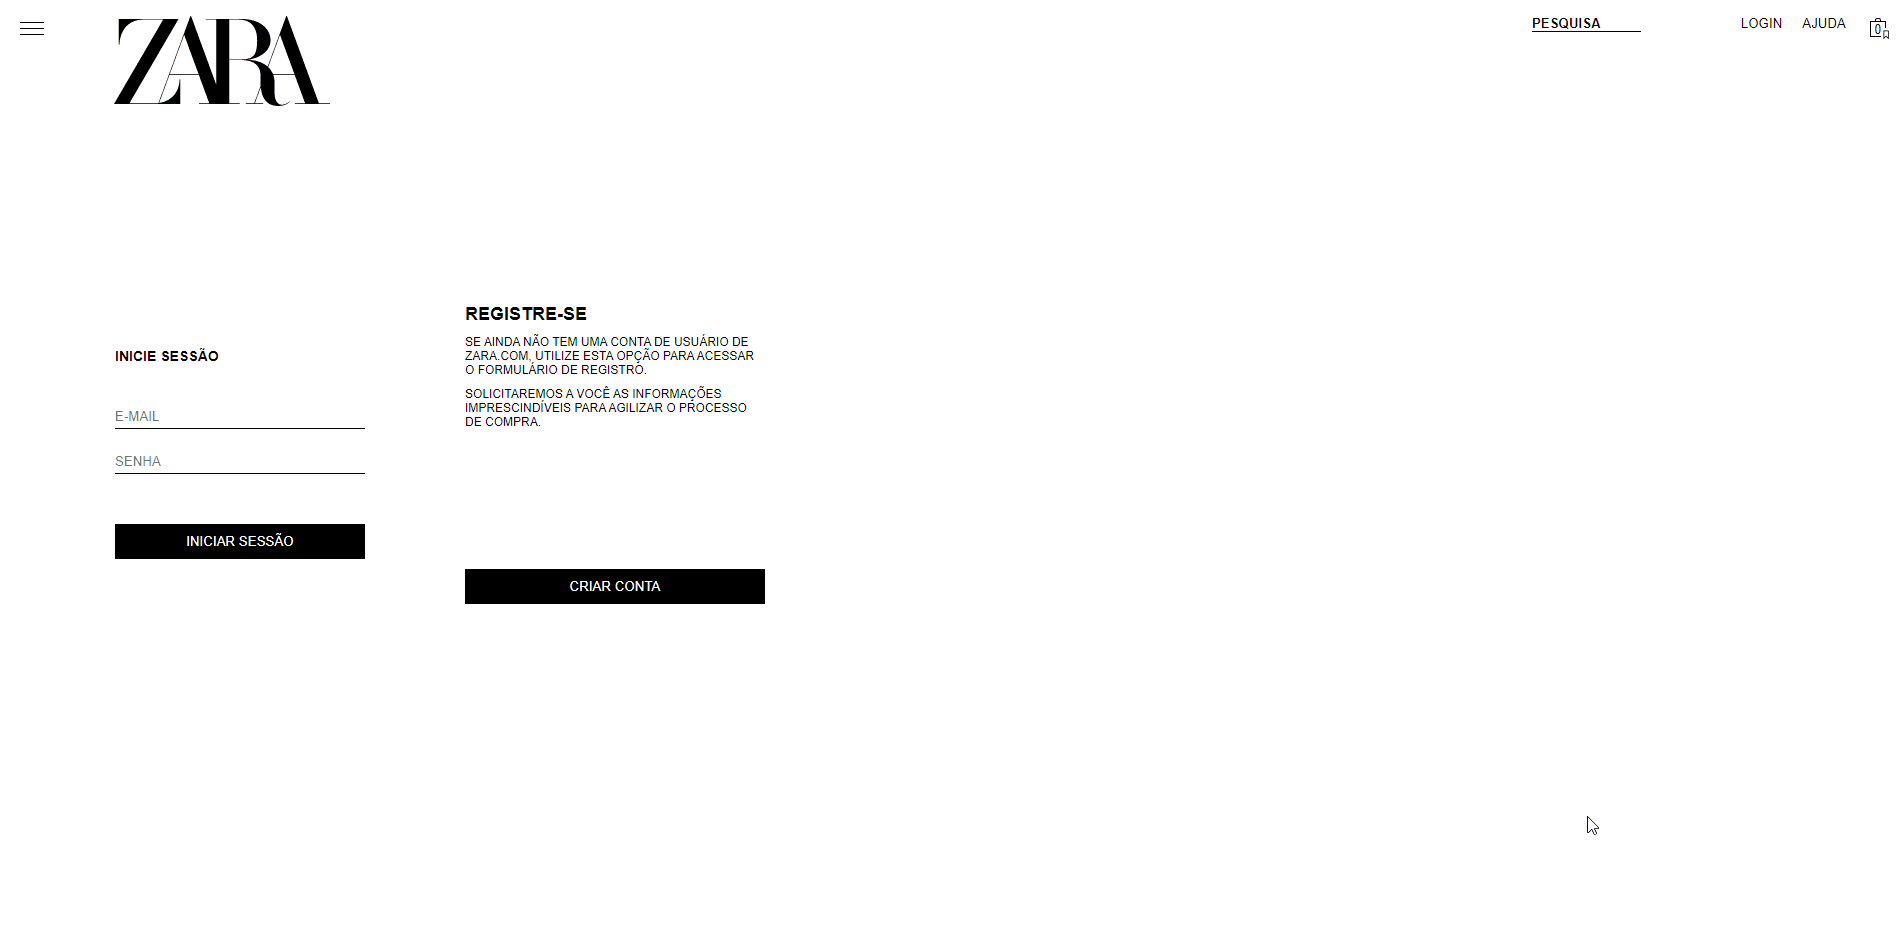 ZARA
PESQUISA
LOGIN
AJUDA
0
INICIE SESSÃO
E-MAIL
SENHA
INICIAR SESSÃO
REGISTRE-SE
SE AINDA NÃO TEM UMA CONTA DE USUÁRIO DE
ZARA.COM, UTILIZE ESTA OPÇÃO PARA ACESSAR
O FORMULÁRIO DE REGISTRO.
SOLICITAREMOS A VOCÊ AS INFORMAÇÕES
IMPRESCINDÍVEIS PARA AGILIZAR O PROCESSO
DE COMPRA.
CRIAR CONTA